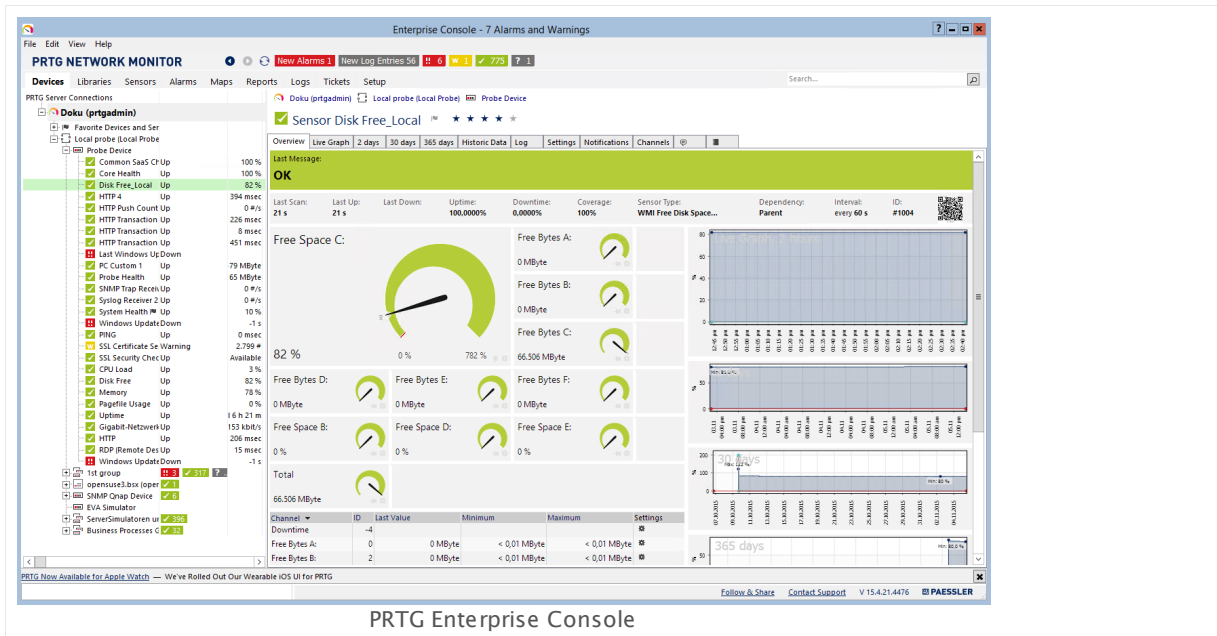 Enterprise Console - 7 Alarms and Warnings
File Edit View Help
PRTG NETWORK MONITOR New Alarms 1 New Log Entries 56 !! 6 W 1 775 ? 1
Devices Libraries Sensors Alarms Maps Reports Logs Tickets Setup Search...
PRTG Server Connections
Doku (prtgadmin)
Favorite Devices and Ser
Local probe (Local Probe
Probe Device
Common SaaS Ch Up 100 %
Core Health Up 100 %
Disk Free_Local Up 82 %
HTTP 4 Up 394 msec
HTTP Push Count Up 0 #/s
HTTP Transaction Up 226 msec
HTTP Transaction Up 8 msec
HTTP Transaction Up 451 msec
Last Windows Up Down
PC Custom 1 Up 79 MByte
Probe Health Up 65 MByte
SNMP Trap Receiv Up 0 #/s
Syslog Receiver 2 Up 0 #/s
System Health Up 10 %
Windows Update Down -1 s
PING Up 0 msec
SSL Certificate Se Warning 2.799 #
SSL Security Chec Up Available
CPU Load Up 3 %
Disk Free Up 82 %
Memory Up 78 %
Pagefile Usage Up 0 %
Uptime Up 16 h 21 m
Gigabit-Netzwerk Up 153 kbit/s
HTTP Up 206 msec
RDP (Remote Des Up 15 msec
Windows Update Down -1 s
1st group !! 3 317 ?
opensuse3.bsx (oper 1
SNMP Qnap Device 6
EVA Simulator
ServerSimulatoren un 396
Business Processes G 32
Doku (prtgadmin) Local probe (Local Probe) Probe Device
Sensor Disk Free_Local
Overview Live Graph 2 days 30 days 365 days Historic Data Log Settings Notifications Channels
Last Message:
OK
Last Scan: Last Up: Last Down: Uptime: Downtime: Coverage: Sensor Type: Dependency: Interval: ID:
21 s 21 s 100,0000% 0,0000% 100% WMI Free Disk Space... Parent every 60 s #1004
Free Space C:
82 % 0 % 782 %
Free Bytes A:
0 MByte
Free Bytes B:
0 MByte
Free Bytes C:
66.506 MByte
Free Bytes D: Free Bytes E: Free Bytes F:
0 MByte 0 MByte 0 MByte
Free Space B: Free Space D: Free Space E:
0 % 0 % 0 %
Total
66.506 MByte
Channel ID Last Value Minimum Maximum Settings
Downtime -4
Free Bytes A: 0 0 MByte < 0,01 MByte < 0,01 MByte
Free Bytes B: 2 0 MByte < 0,01 MByte < 0,01 MByte
30 days
365 days
PRTG Now Available for Apple Watch — We've Rolled Out Our Wearable iOS UI for PRTG
Follow & Share Contact Support V 15.4.21.4476 PAESSLER
PRTG Enterprise Console